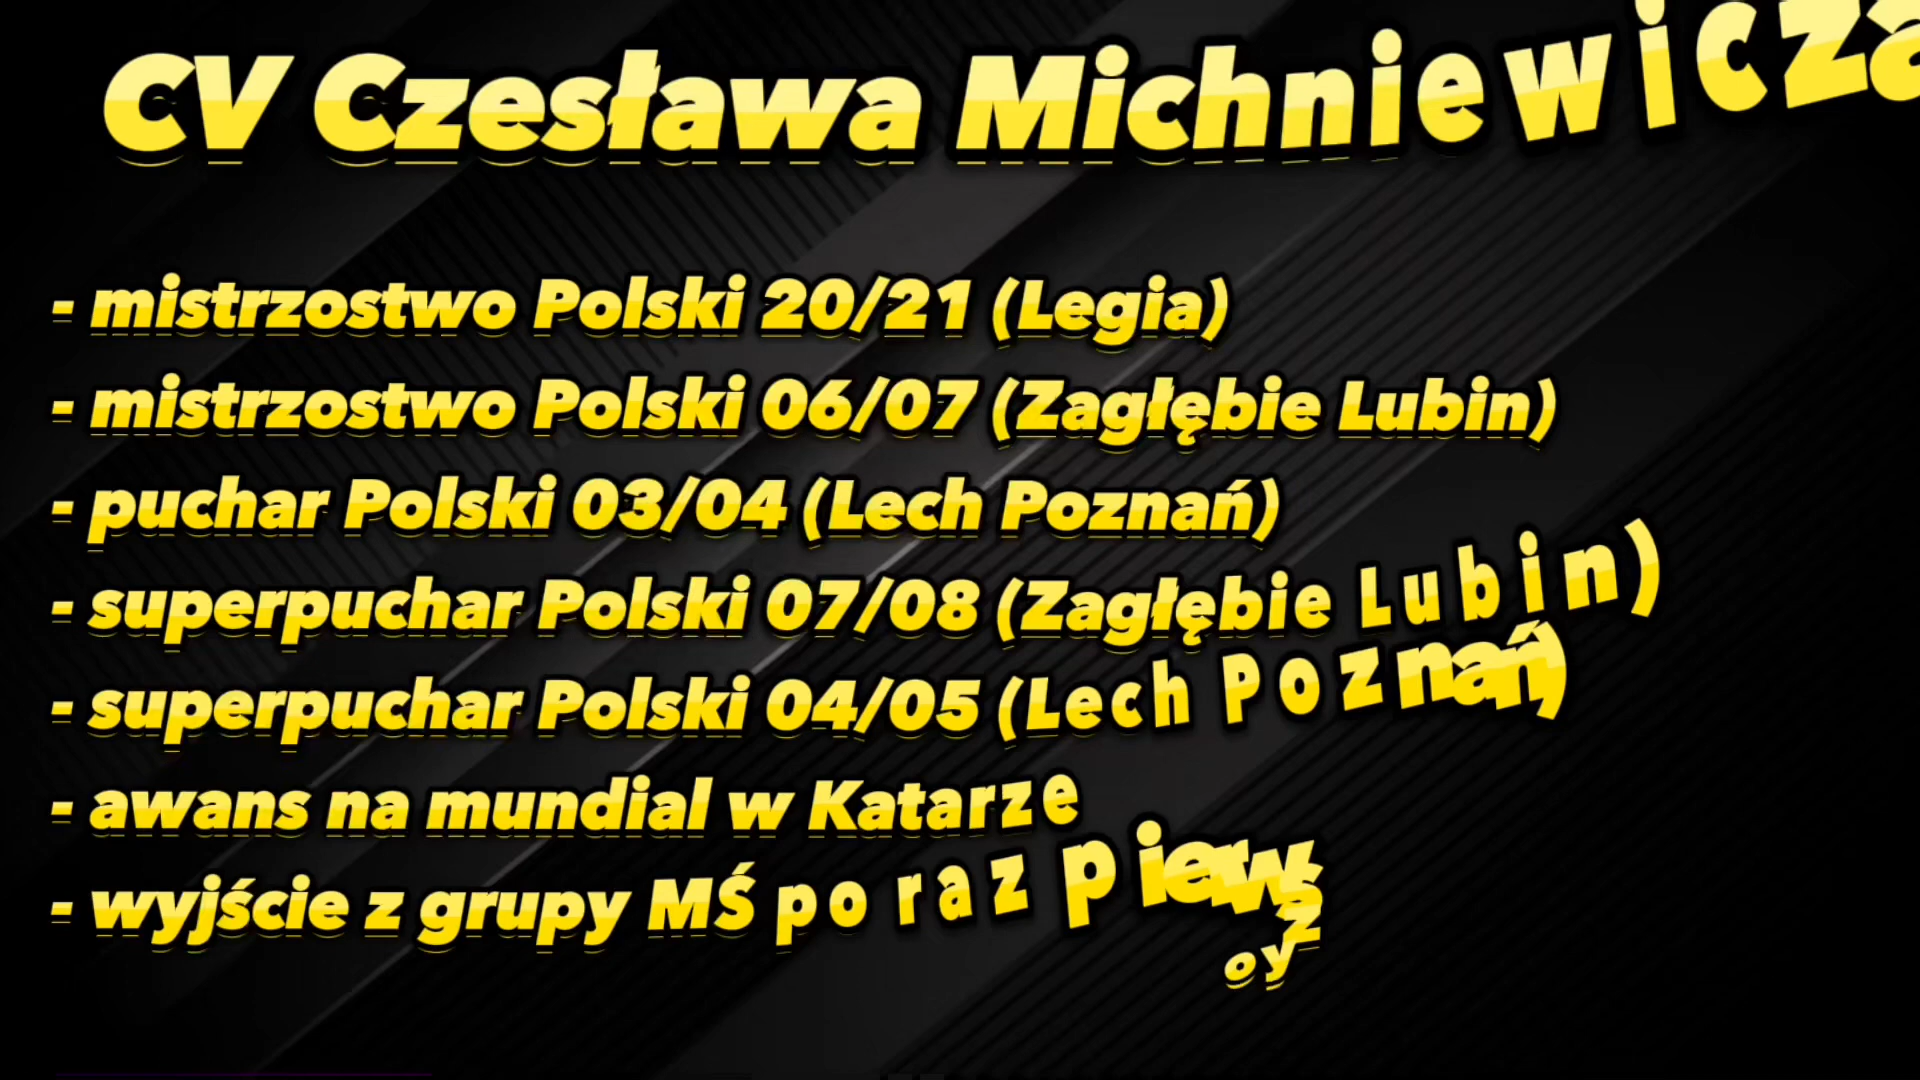 CV Czesława Michniewicza
- mistrzostwo Polski 20/21 (Legia)
- mistrzostwo Polski 06/07 (Zagłębie Lubin)
- puchar Polski 03/04 (Lech Poznań)
- superpuchar Polski 07/08 (Zagłębie Lubin)
- superpuchar Polski 04/05 (Lech Poznań)
- awans na mundial w Katarze
- wyjście z grupy MŚ po raz pierwszy o